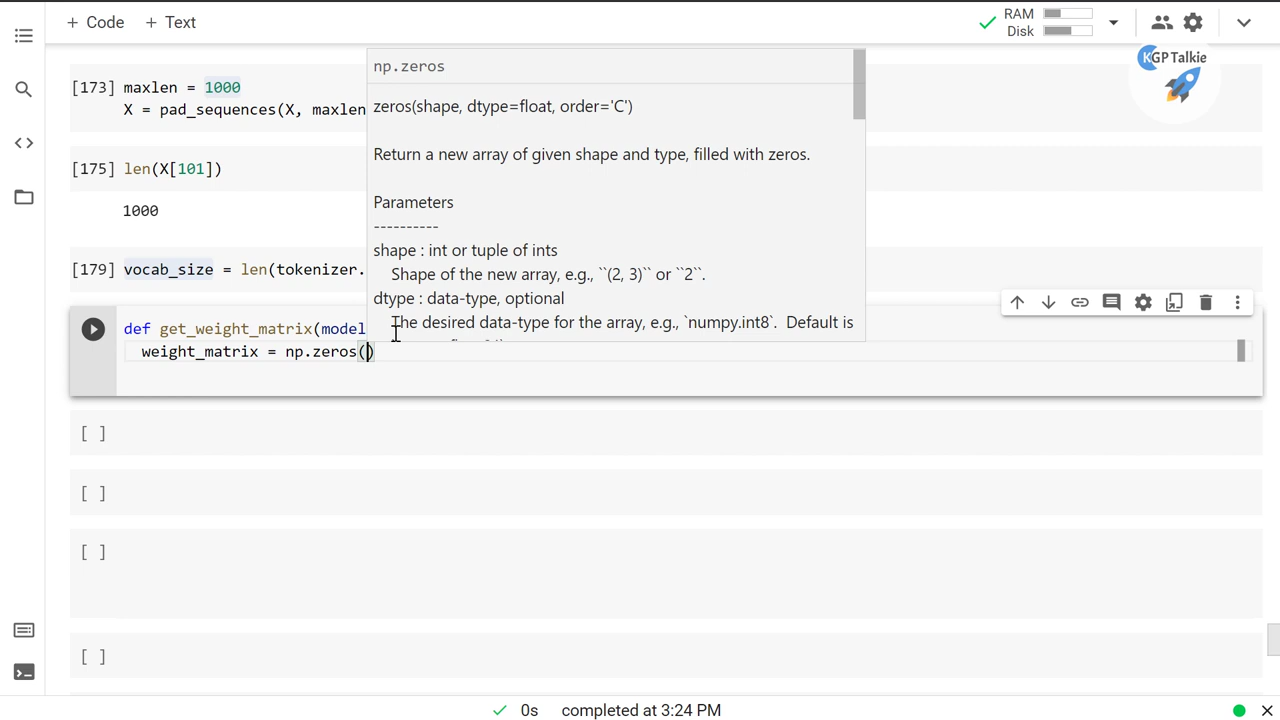 + Code + Text
RAM
Disk
KGP Talkie
[173] maxlen = 1000
X = pad_sequences(X, maxlen
np.zeros
zeros(shape, dtype=float, order='C')
Return a new array of given shape and type, filled with zeros.
Parameters
----------
shape : int or tuple of ints
Shape of the new array, e.g., ``(2, 3)`` or ``2``.
dtype : data-type, optional
The desired data-type for the array, e.g., `numpy.int8`. Default is
[175] len(X[101])
1000
[179] vocab_size = len(tokenizer.
def get_weight_matrix(model
weight_matrix = np.zeros()
[ ]
[ ]
[ ]
[ ]
0s completed at 3:24 PM